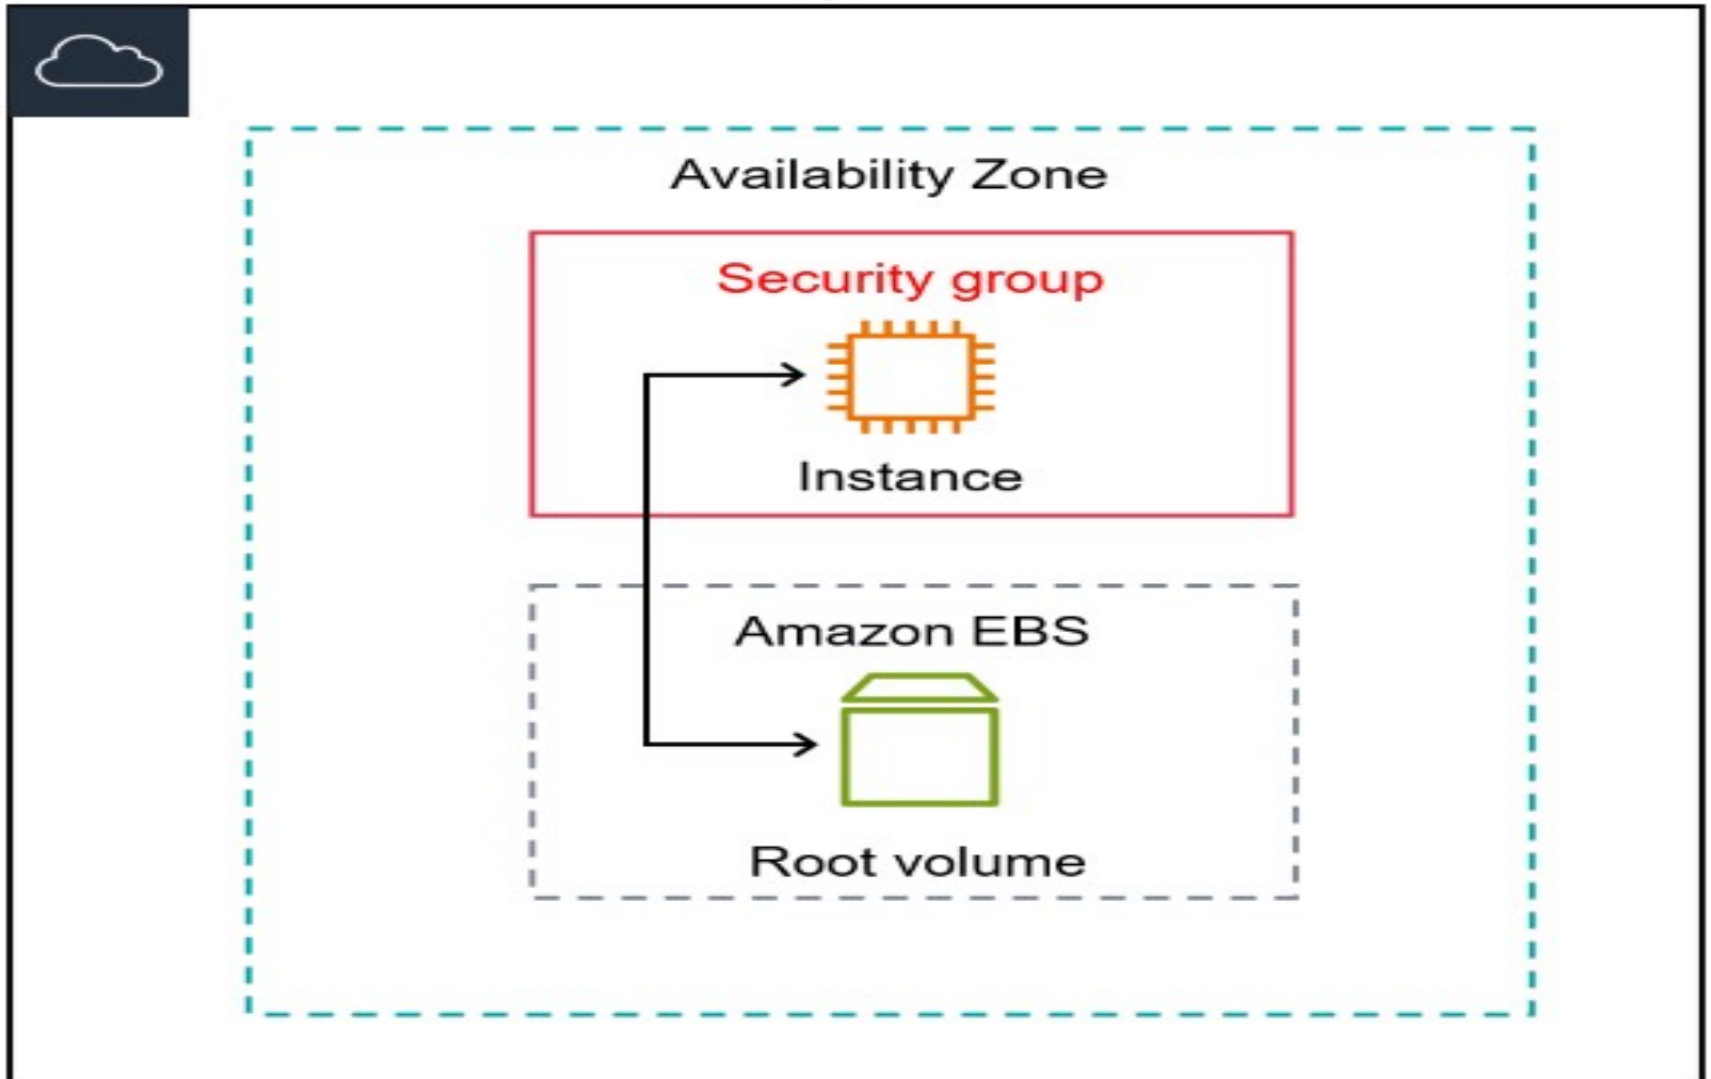 Availability Zone
Security group
Instance
Amazon EBS
Root volume